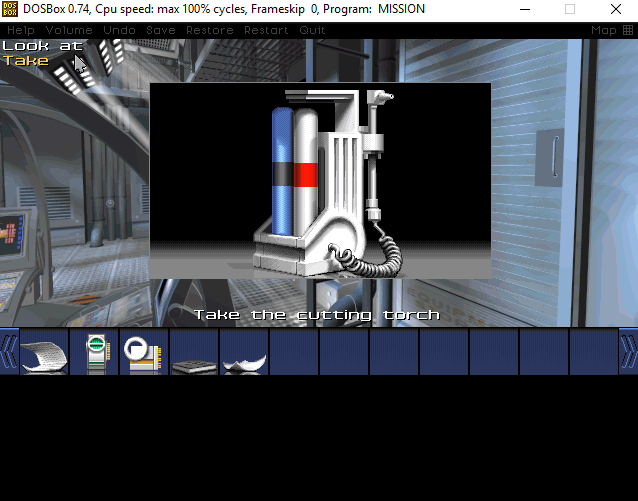 DOSBox 0.74, Cpu speed: max 100% cycles, Frameskip 0, Program: MISSION
Help Volume Undo Save Restore Restart Quit Map
Look at
Take
Take the cutting torch